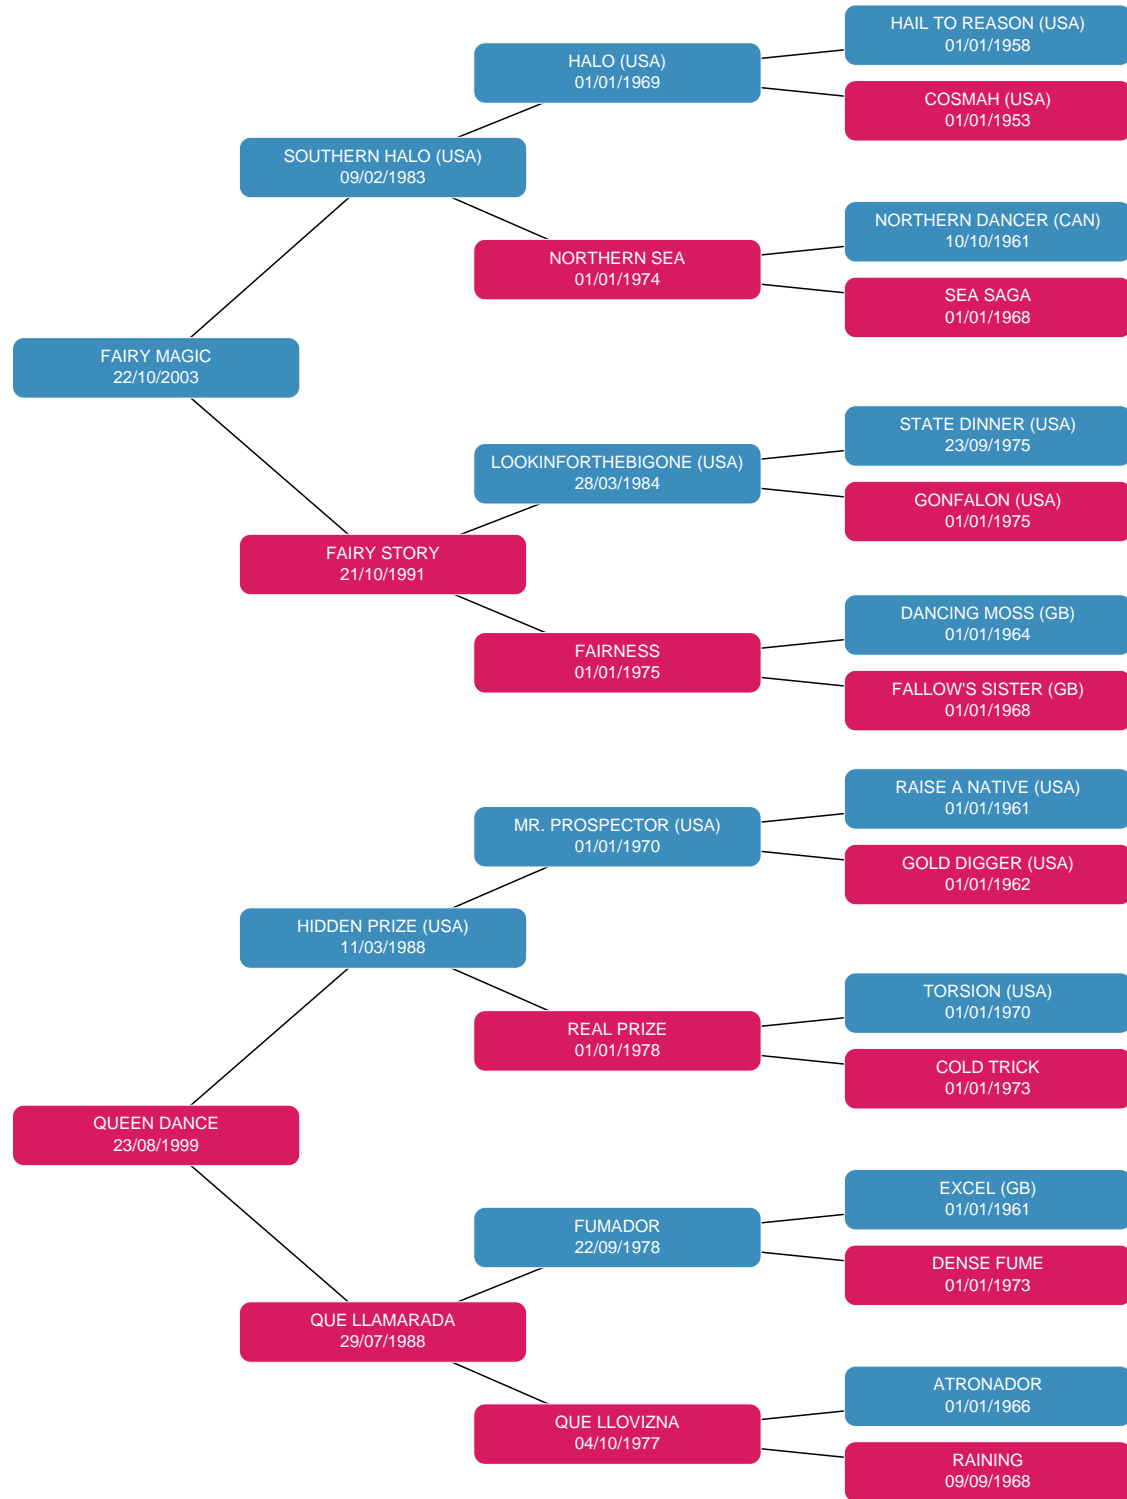 HAIL TO REASON (USA)
01/01/1958
HALO (USA)
01/01/1969
COSMAH (USA)
01/01/1953
SOUTHERN HALO (USA)
09/02/1983
NORTHERN DANCER (CAN)
10/10/1961
NORTHERN SEA
01/01/1974
SEA SAGA
01/01/1968
FAIRY MAGIC
22/10/2003
STATE DINNER (USA)
23/09/1975
LOOKINFORTHEBIGONE (USA)
28/03/1984
GONFALON (USA)
01/01/1975
FAIRY STORY
21/10/1991
DANCING MOSS (GB)
01/01/1964
FAIRNESS
01/01/1975
FALLOW'S SISTER (GB)
01/01/1968
RAISE A NATIVE (USA)
01/01/1961
MR. PROSPECTOR (USA)
01/01/1970
GOLD DIGGER (USA)
01/01/1962
HIDDEN PRIZE (USA)
11/03/1988
TORSION (USA)
01/01/1970
REAL PRIZE
01/01/1978
COLD TRICK
01/01/1973
QUEEN DANCE
23/08/1999
EXCEL (GB)
01/01/1961
FUMADOR
22/09/1978
DENSE FUME
01/01/1973
QUE LLAMARADA
29/07/1988
ATRONADOR
01/01/1966
QUE LLOVIZNA
04/10/1977
RAINING
09/09/1968